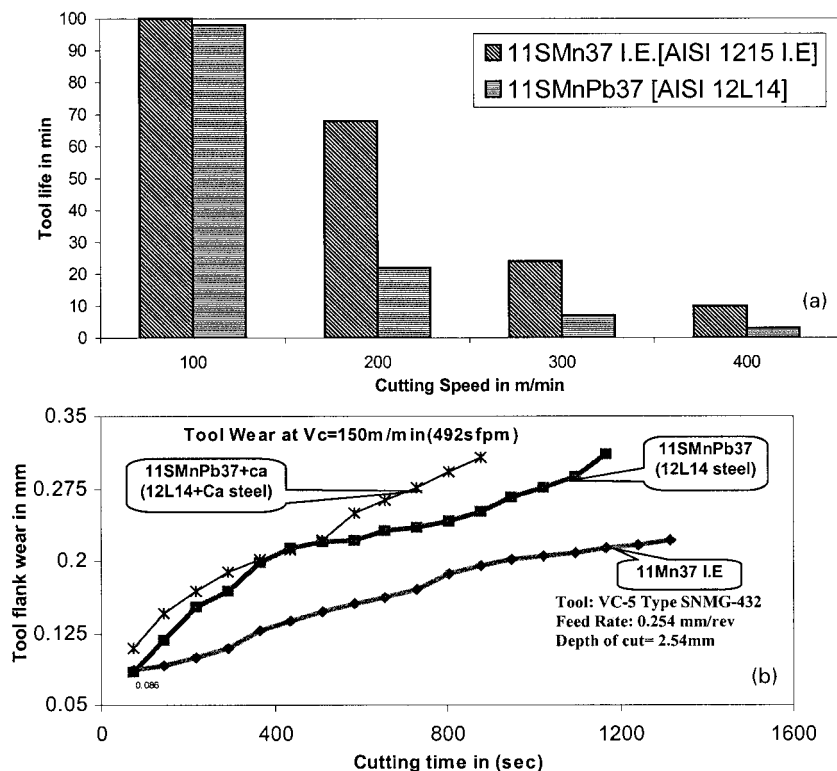 100
90
80
70
60
50
40
30
20
10
0
Tool life in min
11SMn37 I.E.[AISI 1215 I.E]
11SMnPb37 [AISI 12L14]
(a)
100 200 300 400
Cutting Speed in m/min
0.35
0.275
0.2
0.125
0.05
Tool flank wear in mm
Tool Wear at Vc=150m/min(492sfpm)
11SMnPb37+ca
(12L14+Ca steel)
11SMnPb37
(12L14 steel)
11Mn37 I.E
Tool: VC-5 Type SNMG-432
Feed Rate: 0.254 mm/rev
Depth of cut= 2.54mm
0.086
(b)
0 400 800 1200 1600
Cutting time in (sec)